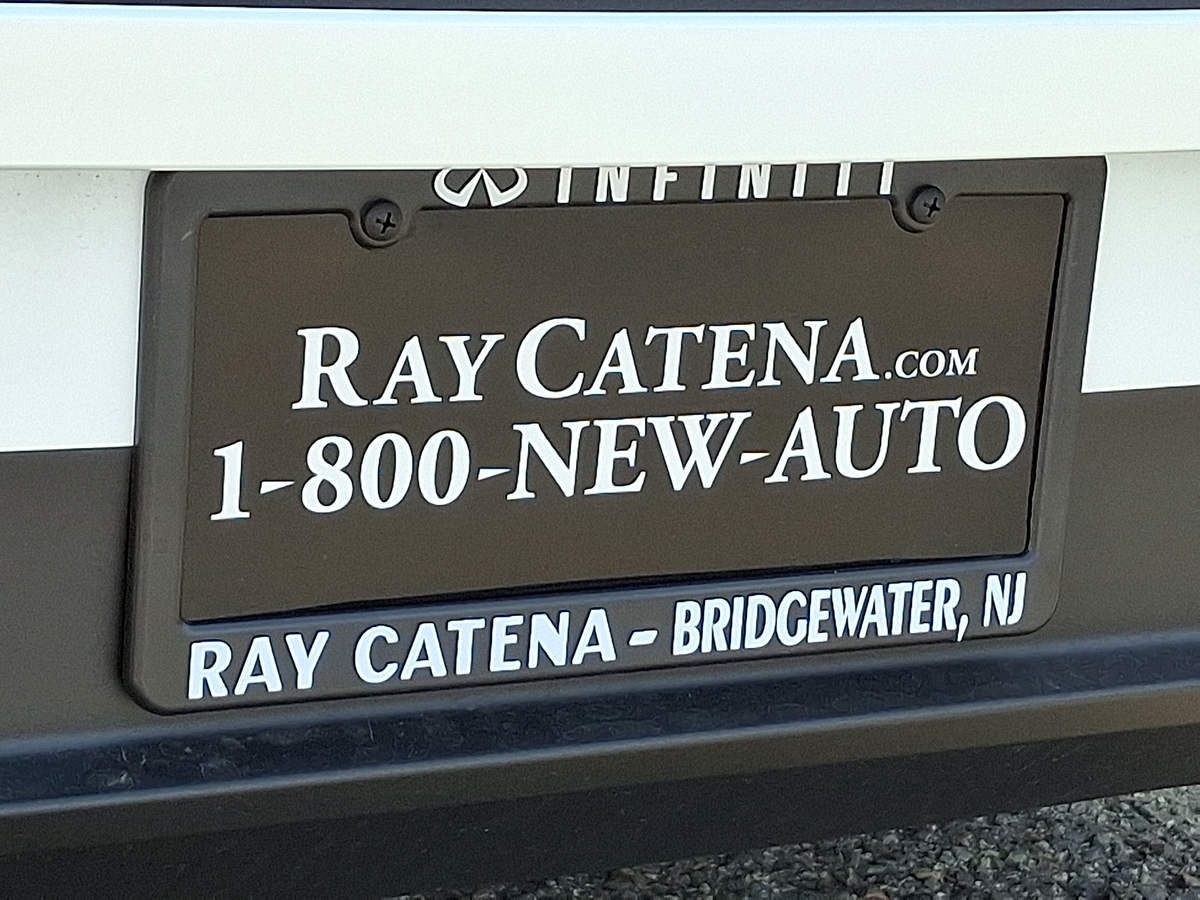 INFINITI
RAY CATENA.COM
1-800-NEW-AUTO
RAY CATENA - BRIDGEWATER, NJ